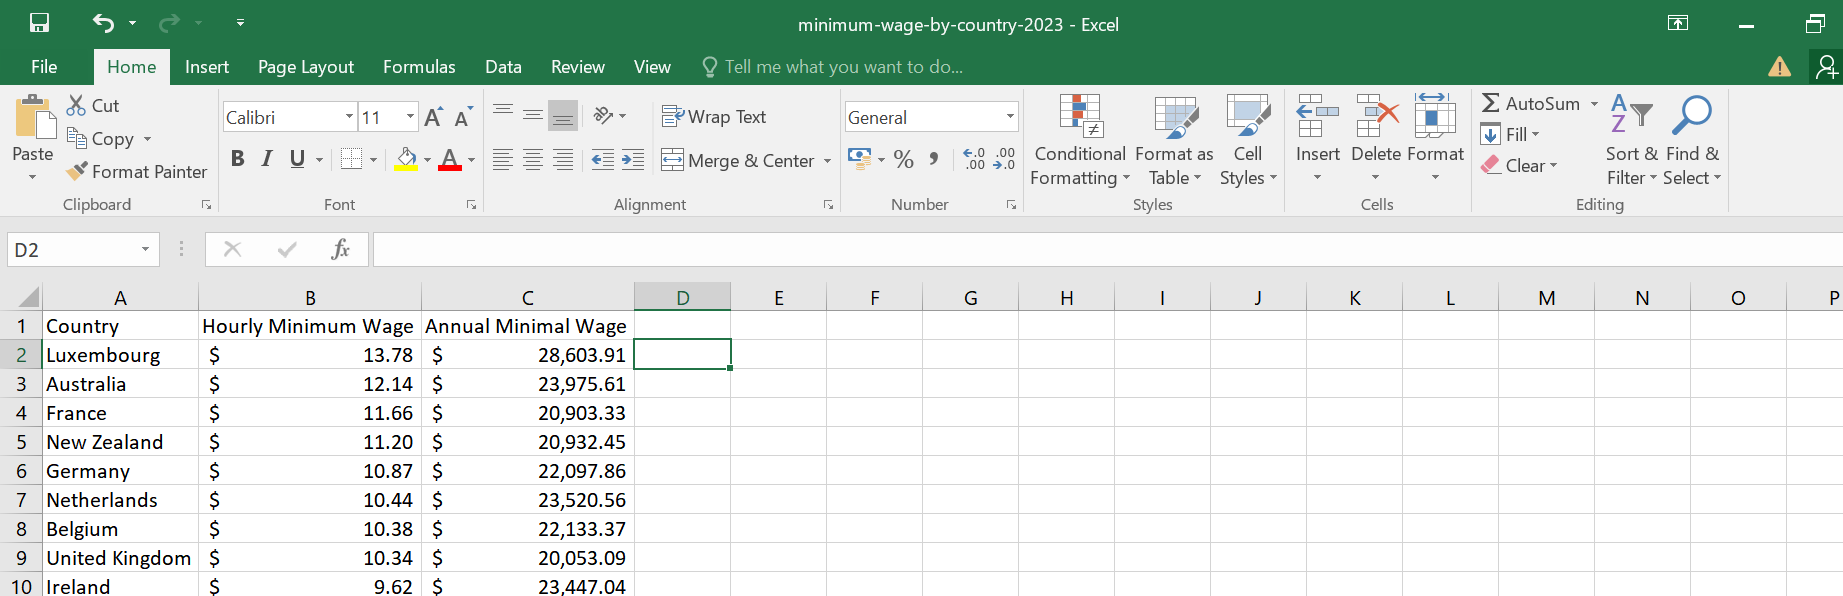 minimum-wage-by-country-2023 - Excel
File Home Insert Page Layout Formulas Data Review View Tell me what you want to do...
Paste
Cut
Copy
Format Painter
Clipboard
Calibri 11 A A
B I U A
Font
Wrap Text
Merge & Center
Alignment
General
% , .0 .00 .00 .0
Number
Conditional Formatting
Format as Table
Cell Styles
Styles
Insert Delete Format
Cells
AutoSum
Fill
Clear
Sort & Filter
Find & Select
Editing
D2 fx
A B C D E F G H I J K L M N O P
1 Country Hourly Minimum Wage Annual Minimal Wage
2 Luxembourg $ 13.78 $ 28,603.91
3 Australia $ 12.14 $ 23,975.61
4 France $ 11.66 $ 20,903.33
5 New Zealand $ 11.20 $ 20,932.45
6 Germany $ 10.87 $ 22,097.86
7 Netherlands $ 10.44 $ 23,520.56
8 Belgium $ 10.38 $ 22,133.37
9 United Kingdom $ 10.34 $ 20,053.09
10 Ireland $ 9.62 $ 23,447.04